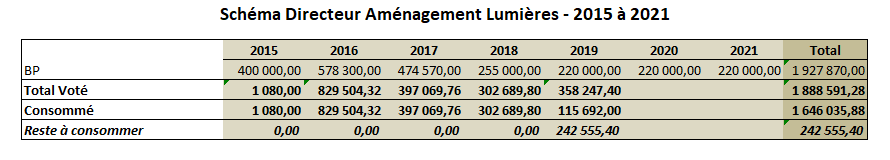 Schéma Directeur Aménagement Lumières - 2015 à 2021
2015 2016 2017 2018 2019 2020 2021 Total
BP 400 000,00 578 300,00 474 570,00 255 000,00 220 000,00 220 000,00 220 000,00 1 927 870,00
Total Voté 1 080,00 829 504,32 397 069,76 302 689,80 358 247,40 1 888 591,28
Consommé 1 080,00 829 504,32 397 069,76 302 689,80 115 692,00 1 646 035,88
Reste à consommer 0,00 0,00 0,00 0,00 242 555,40 242 555,40